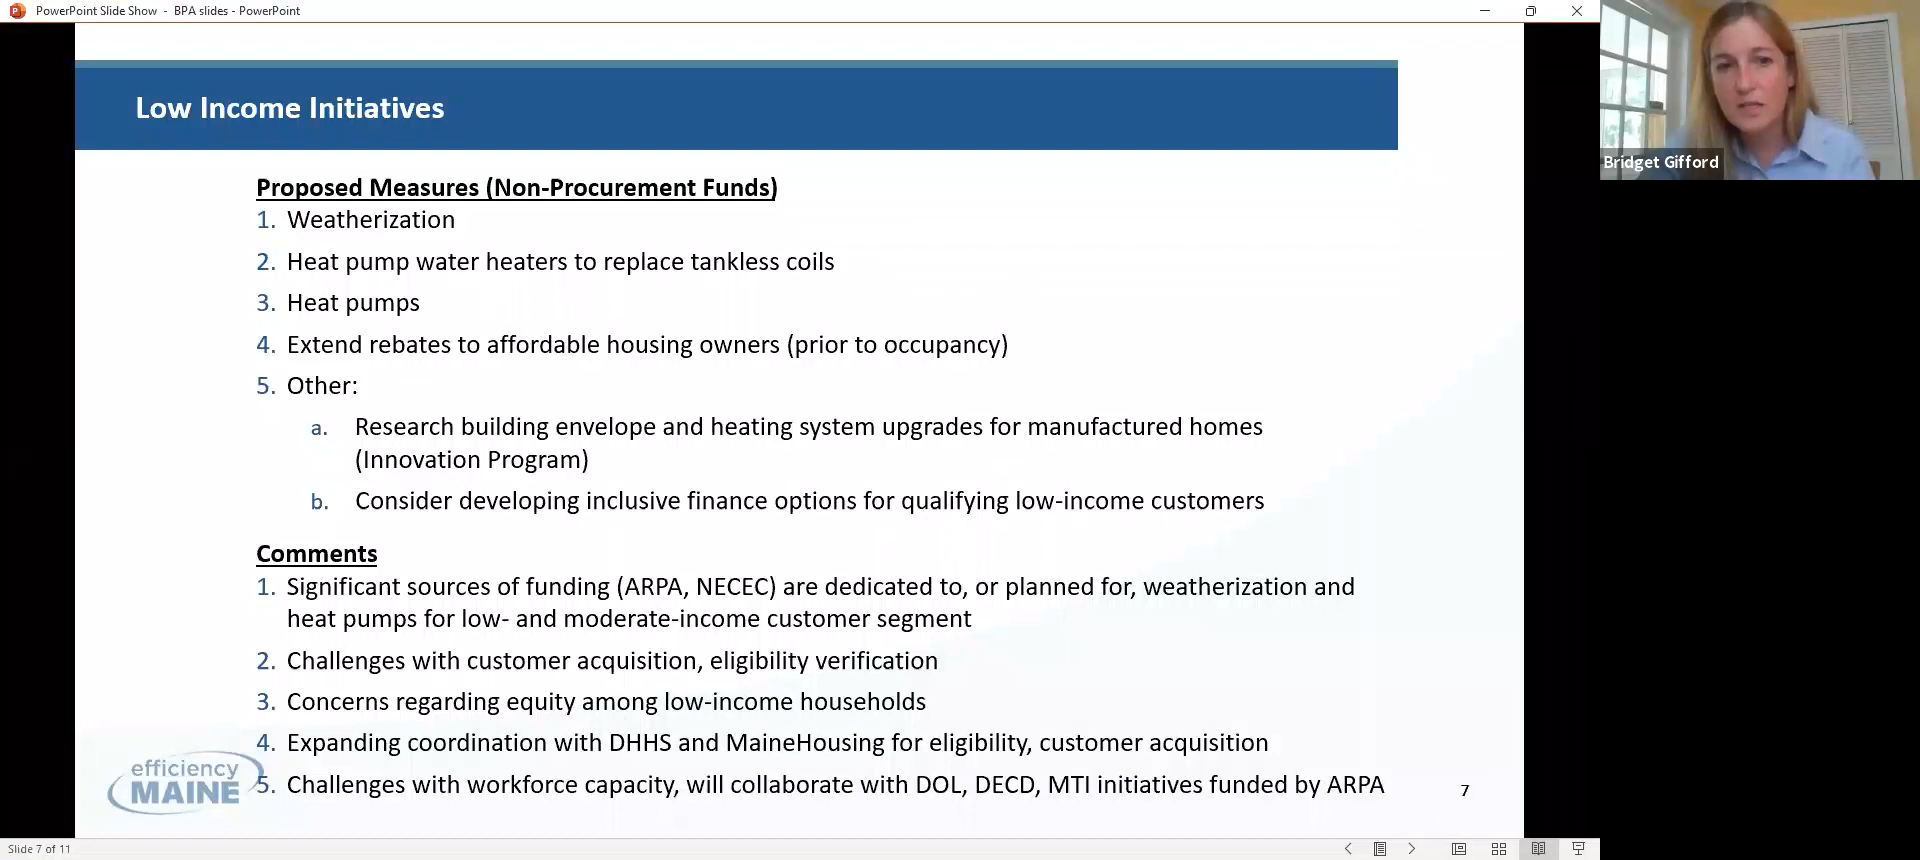 PowerPoint Slide Show - BPA slides - PowerPoint
Bridget Gifford
Low Income Initiatives
Proposed Measures (Non-Procurement Funds)
1. Weatherization
2. Heat pump water heaters to replace tankless coils
3. Heat pumps
4. Extend rebates to affordable housing owners (prior to occupancy)
5. Other:
a. Research building envelope and heating system upgrades for manufactured homes
(Innovation Program)
b. Consider developing inclusive finance options for qualifying low-income customers
Comments
1. Significant sources of funding (ARPA, NECEC) are dedicated to, or planned for, weatherization and
heat pumps for low- and moderate-income customer segment
2. Challenges with customer acquisition, eligibility verification
3. Concerns regarding equity among low-income households
4. Expanding coordination with DHHS and MaineHousing for eligibility, customer acquisition
5. Challenges with workforce capacity, will collaborate with DOL, DECD, MTI initiatives funded by ARPA
efficiency
MAINE
7
Slide 7 of 11